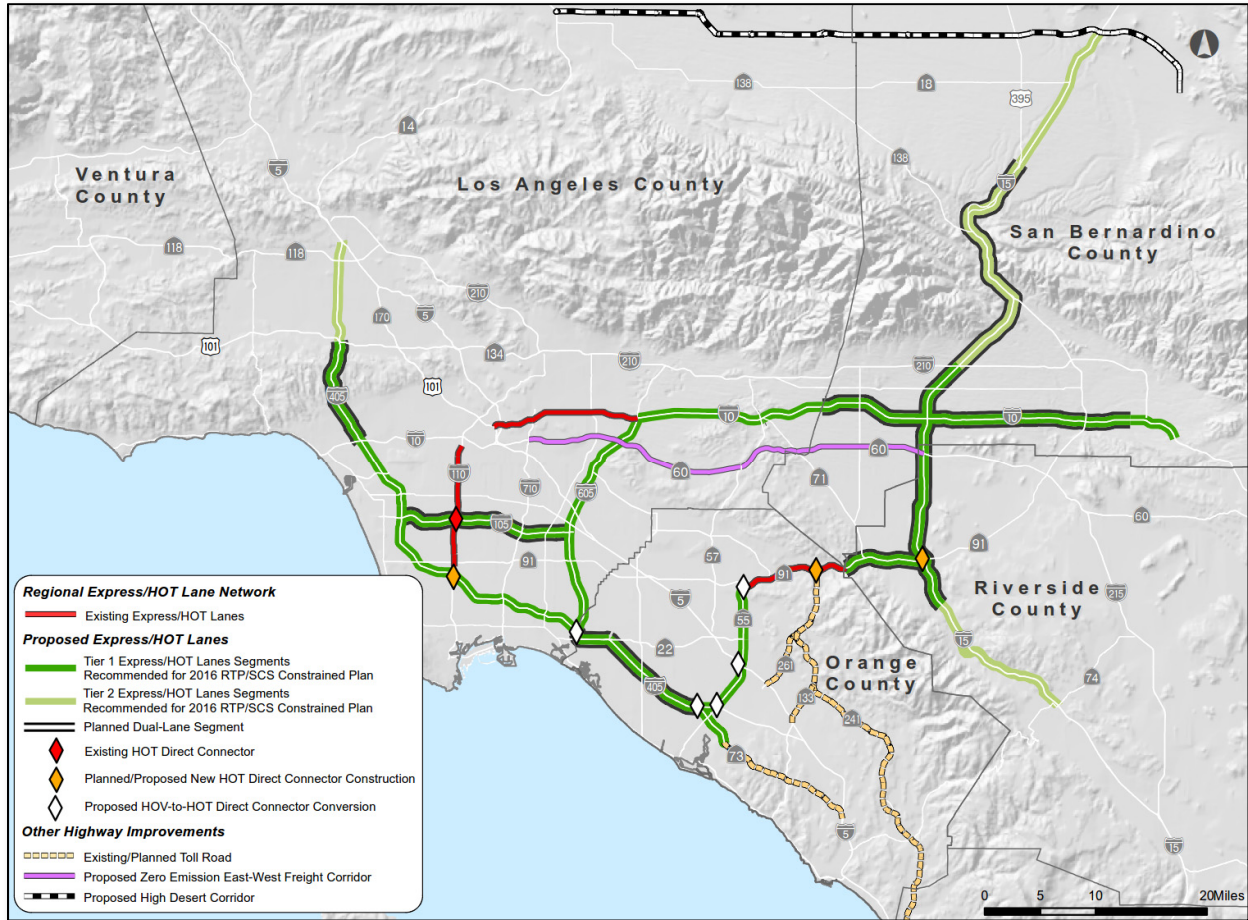 138
18
395
14
5
138
Ventura
County
Los Angeles County
15
San Bernardino
County
118
118
210
170
5
101
134
210
210
101
405
10
10
10
60
60
71
110
710
605
105
60
91
57
91
91
5
55
Riverside
County
215
22
261
Orange
County
15
74
405
133
241
73
5
15
Regional Express/HOT Lane Network
Existing Express/HOT Lanes
Proposed Express/HOT Lanes
Tier 1 Express/HOT Lanes Segments
Recommended for 2016 RTP/SCS Constrained Plan
Tier 2 Express/HOT Lanes Segments
Recommended for 2016 RTP/SCS Constrained Plan
Planned Dual-Lane Segment
Existing HOT Direct Connector
Planned/Proposed New HOT Direct Connector Construction
Proposed HOV-to-HOT Direct Connector Conversion
Other Highway Improvements
Existing/Planned Toll Road
Proposed Zero Emission East-West Freight Corridor
Proposed High Desert Corridor
0 5 10 20Miles